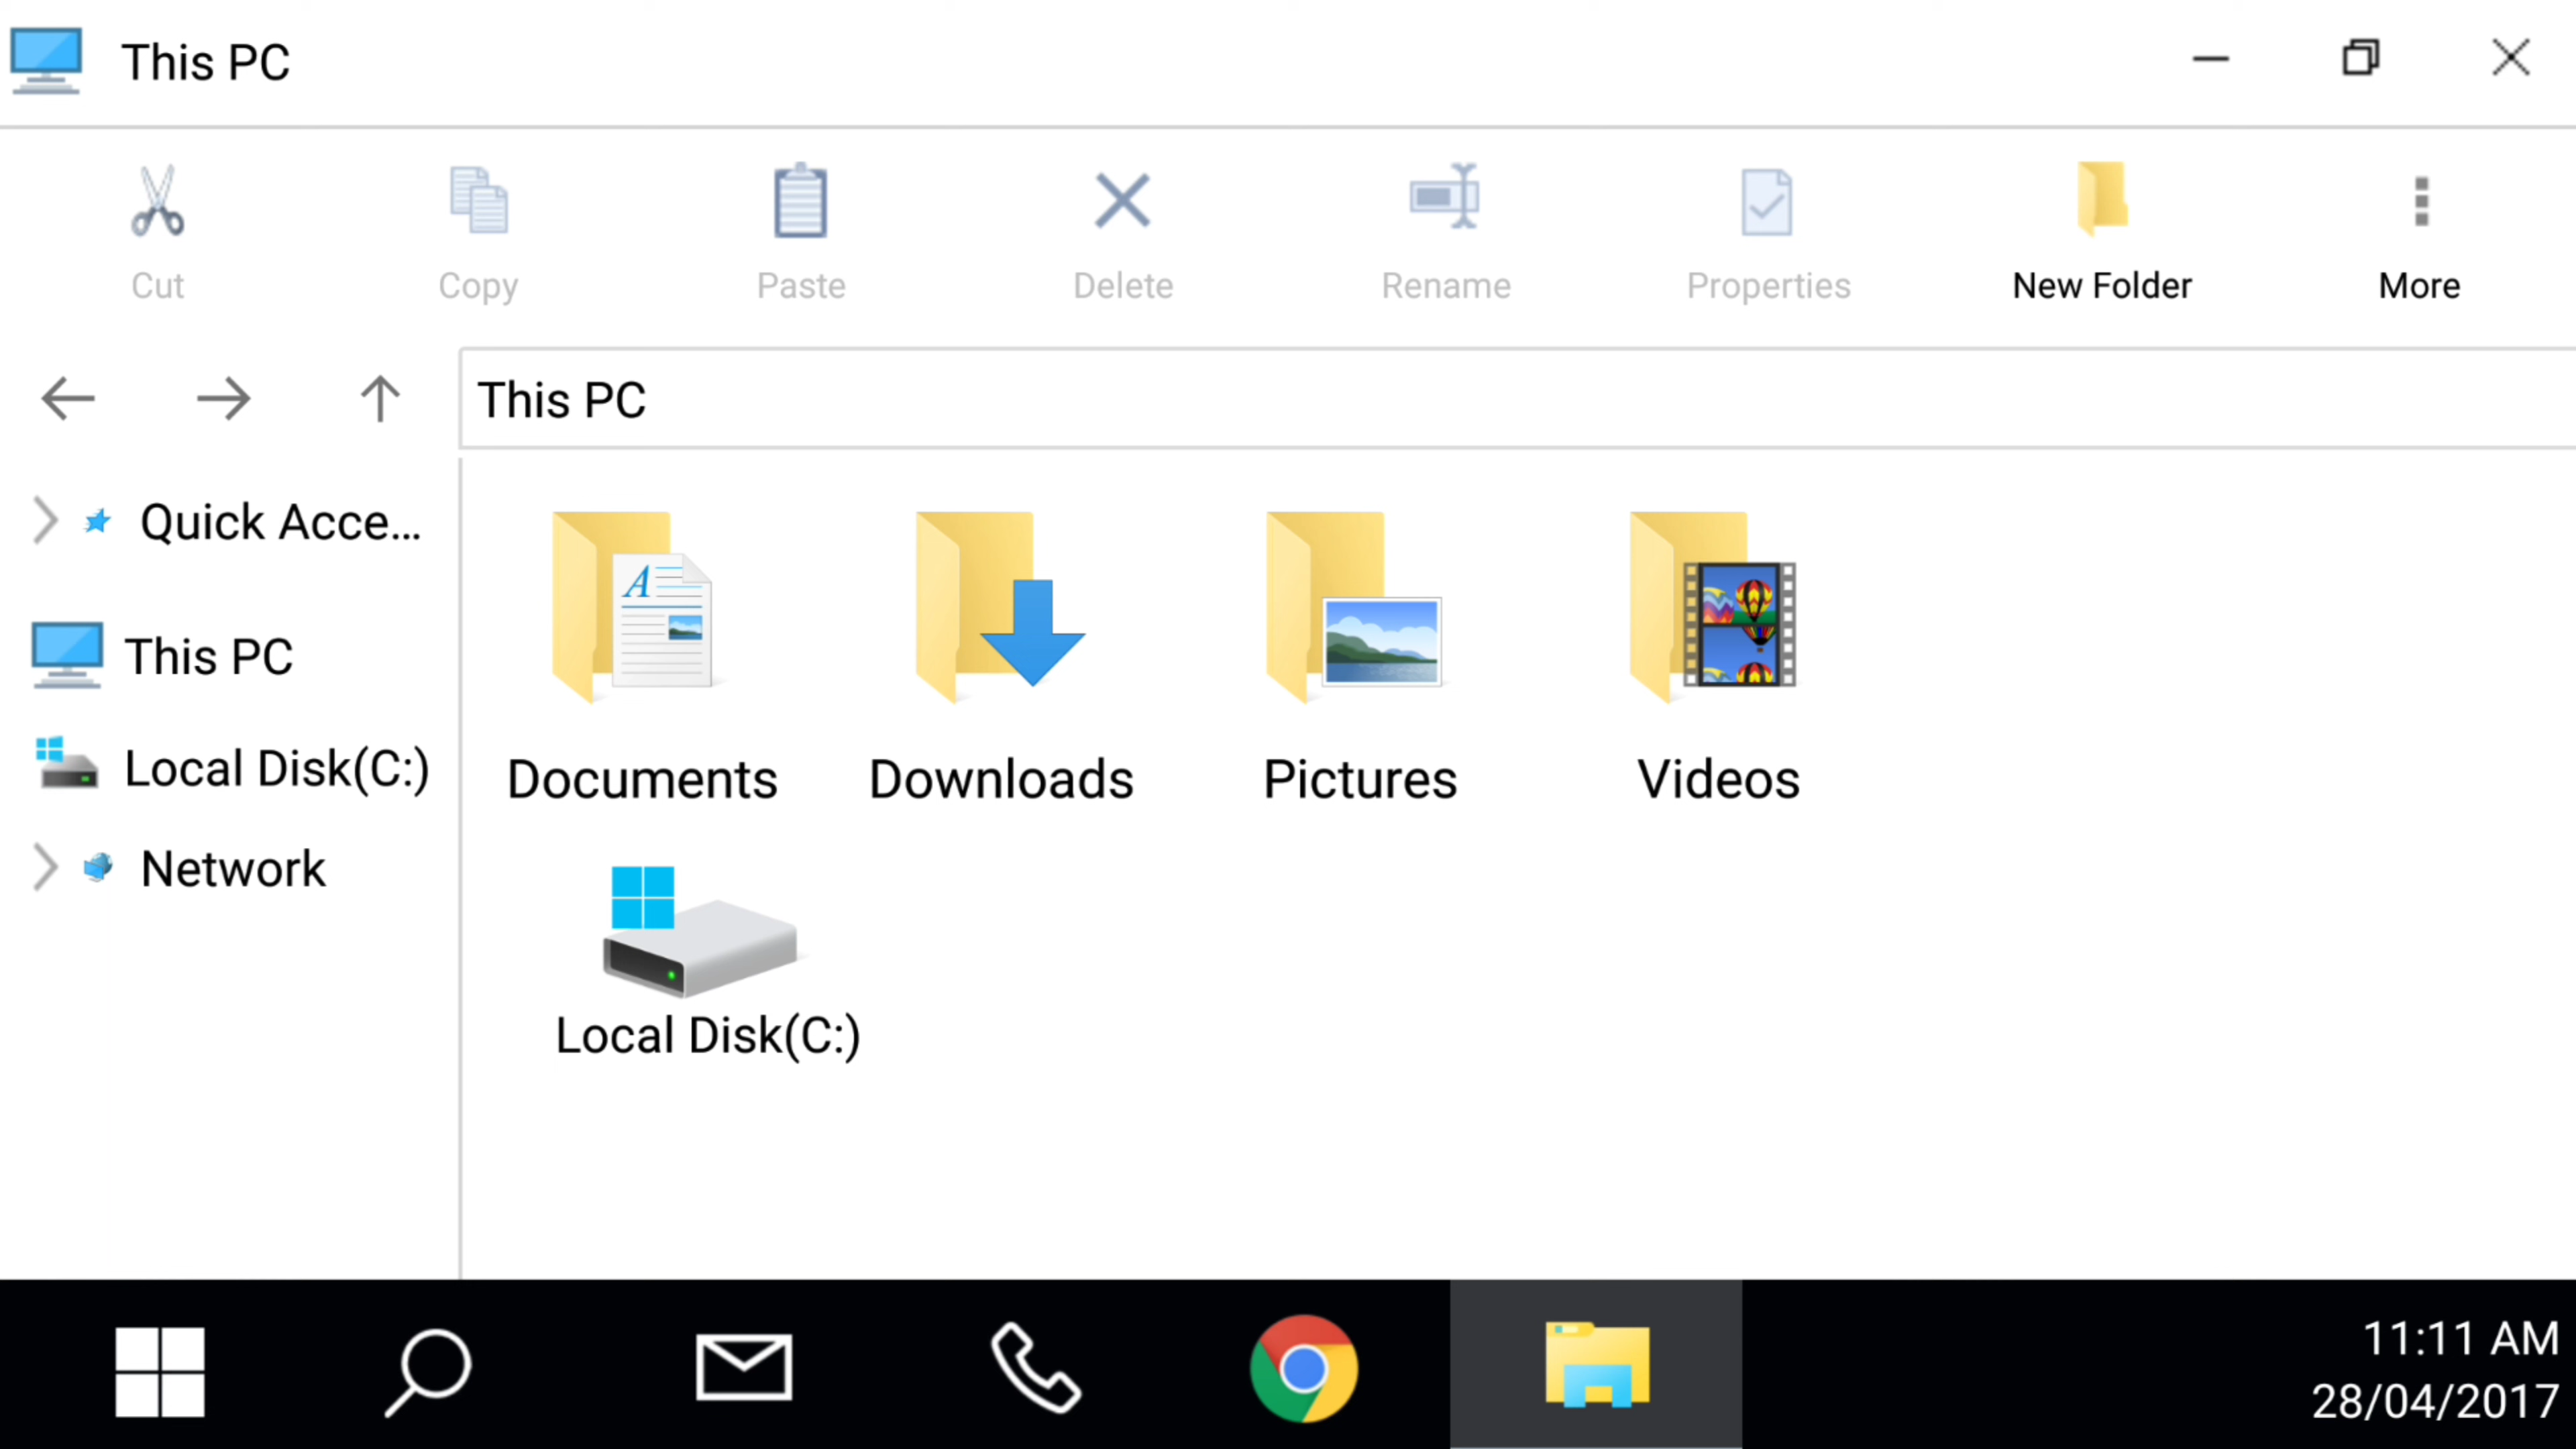 This PC
Cut Copy Paste Delete Rename Properties New Folder More
This PC
Quick Acce...
This PC
Local Disk(C:)
Network
Documents Downloads Pictures Videos
Local Disk(C:)
11:11 AM
28/04/2017